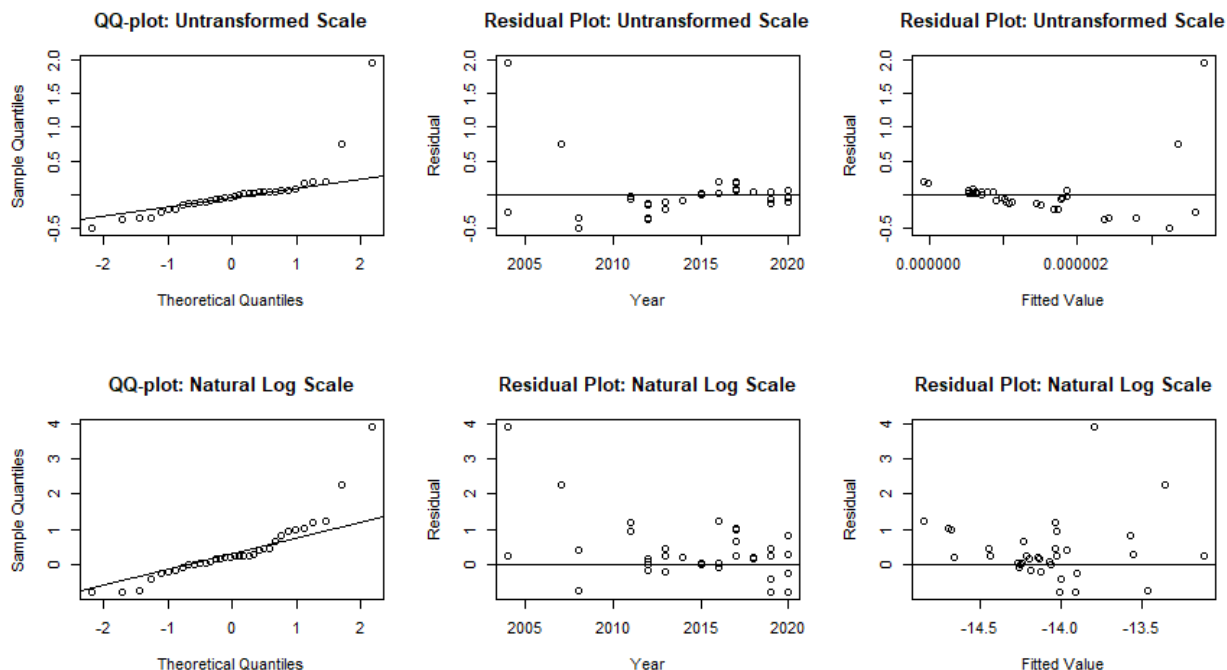 QQ-plot: Untransformed Scale
Sample Quantiles
2.0
1.5
1.0
0.5
-0.5
-2 -1 0 1 2
Theoretical Quantiles
Residual Plot: Untransformed Scale
Residual
2.0
1.5
1.0
0.5
-0.5
2005 2010 2015 2020
Year
Residual Plot: Untransformed Scale
Residual
2.0
1.5
1.0
0.5
-0.5
0.000000 0.000002
Fitted Value
QQ-plot: Natural Log Scale
Sample Quantiles
4
3
2
1
0
-2 -1 0 1 2
Theoretical Quantiles
Residual Plot: Natural Log Scale
Residual
4
3
2
1
0
2005 2010 2015 2020
Year
Residual Plot: Natural Log Scale
Residual
4
3
2
1
0
-14.5 -14.0 -13.5
Fitted Value